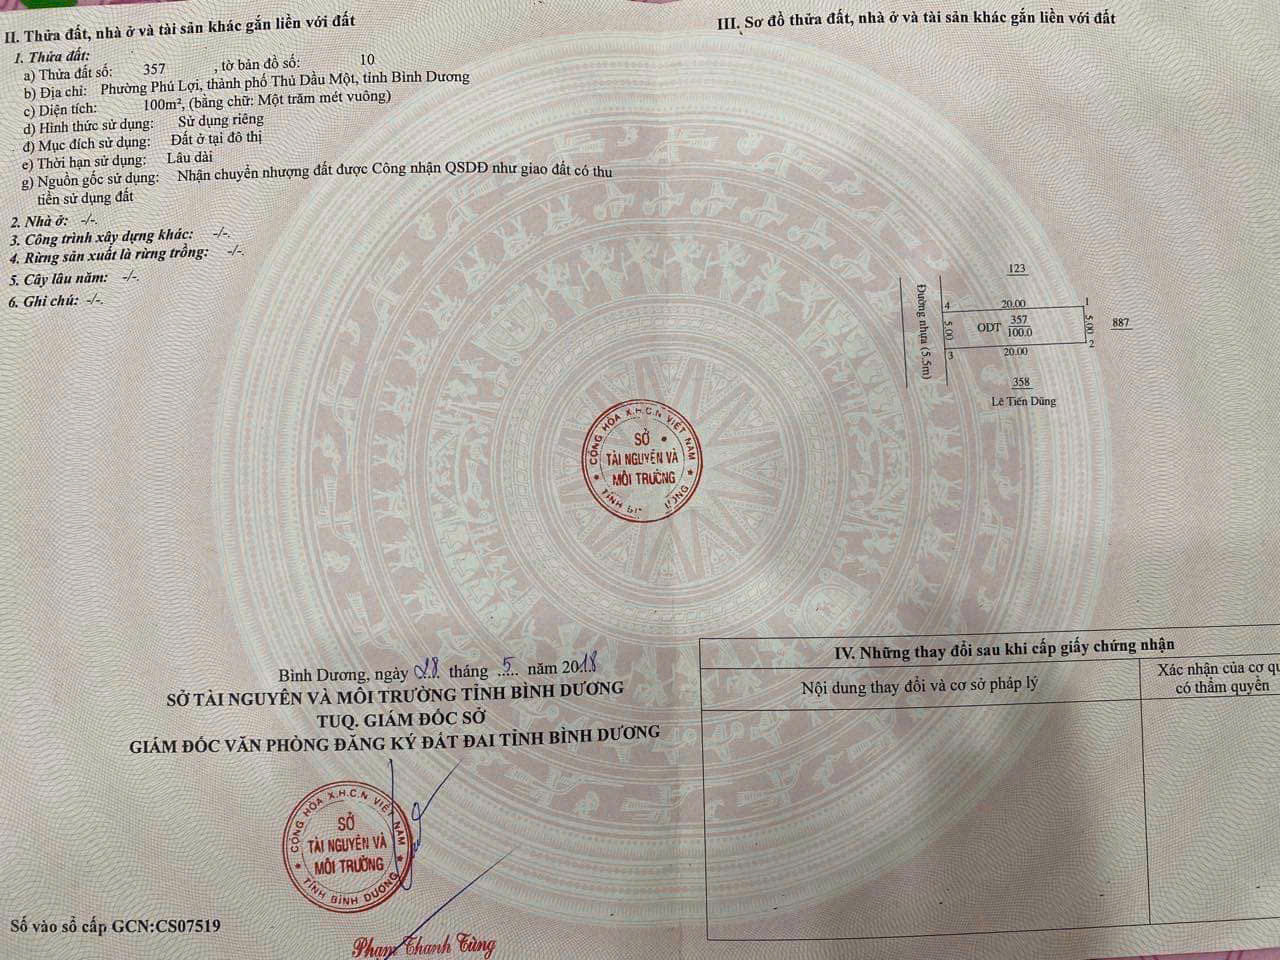 II. Thửa đất, nhà ở và tài sản khác gắn liền với đất
1. Thửa đất:
a) Thửa đất số: 357 , tờ bản đồ số: 10
b) Địa chỉ: Phường Phú Lợi, thành phố Thủ Dầu Một, tỉnh Bình Dương
c) Diện tích: 100m², (bằng chữ: Một trăm mét vuông)
d) Hình thức sử dụng: Sử dụng riêng
đ) Mục đích sử dụng: Đất ở tại đô thị
e) Thời hạn sử dụng: Lâu dài
g) Nguồn gốc sử dụng: Nhận chuyển nhượng đất được Công nhận QSDĐ như giao đất có thu
tiền sử dụng đất
2. Nhà ở: -/-.
3. Công trình xây dựng khác: -/-.
4. Rừng sản xuất là rừng trồng: -/-.
5. Cây lâu năm: -/-.
6. Ghi chú: -/-.
Bình Dương, ngày 28 tháng 5 năm 2018
SỞ TÀI NGUYÊN VÀ MÔI TRƯỜNG TỈNH BÌNH DƯƠNG
TUQ. GIÁM ĐỐC SỞ
GIÁM ĐỐC VĂN PHÒNG ĐĂNG KÝ ĐẤT ĐAI TỈNH BÌNH DƯƠNG
CỘNG HÒA X.H.C.N VIỆT NAM
SỞ
TÀI NGUYÊN VÀ
MÔI TRƯỜNG
TỈNH BÌNH DƯƠNG
Phạm Thanh Tùng
Số vào sổ cấp GCN:CS07519
CỘNG HÒA X.H.C.N VIỆT NAM
SỞ
TÀI NGUYÊN VÀ
MÔI TRƯỜNG
TỈNH
III. Sơ đồ thửa đất, nhà ở và tài sản khác gắn liền với đất
123
Đường nhựa (5.5m)
4
20.00
1
5.00
ODT
357
100.0
5.00
887
3
20.00
2
358
Lê Tiến Dũng
IV. Những thay đổi sau khi cấp giấy chứng nhận
Nội dung thay đổi và cơ sở pháp lý
Xác nhận của cơ qu
có thẩm quyền